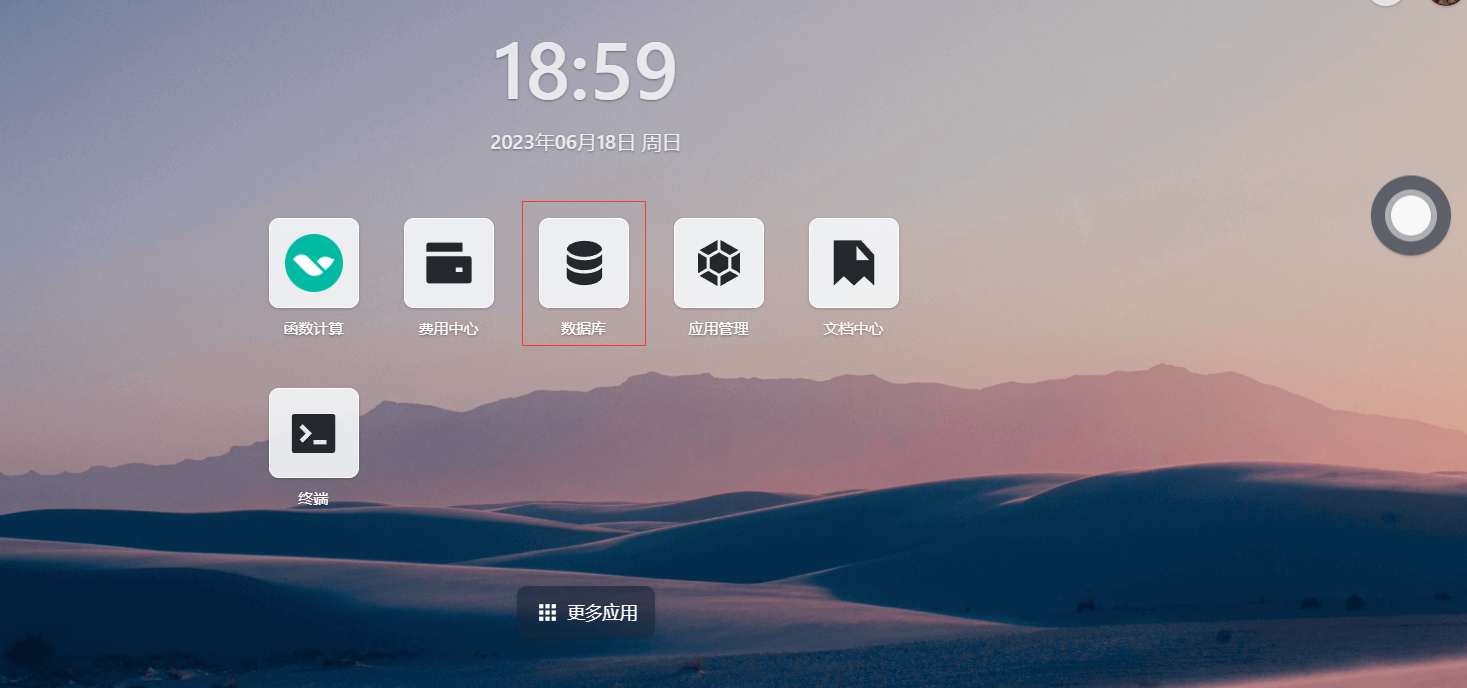 18:59
2023年06月18日 周日
函数计算
费用中心
数据库
应用管理
文档中心
终端
更多应用